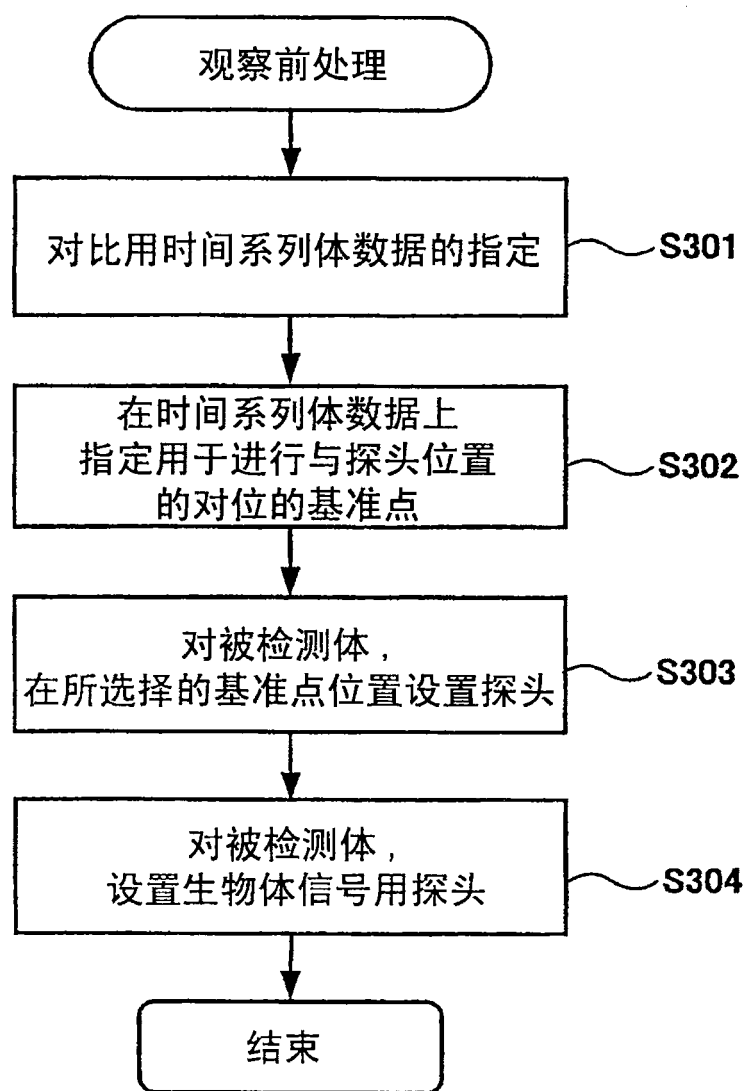 观察前处理
对比用时间系列体数据的指定
S301
在时间系列体数据上
指定用于进行与探头位置
的对位的基准点
S302
对被检测体，
在所选择的基准点位置设置探头
S303
对被检测体，
设置生物体信号用探头
S304
结束